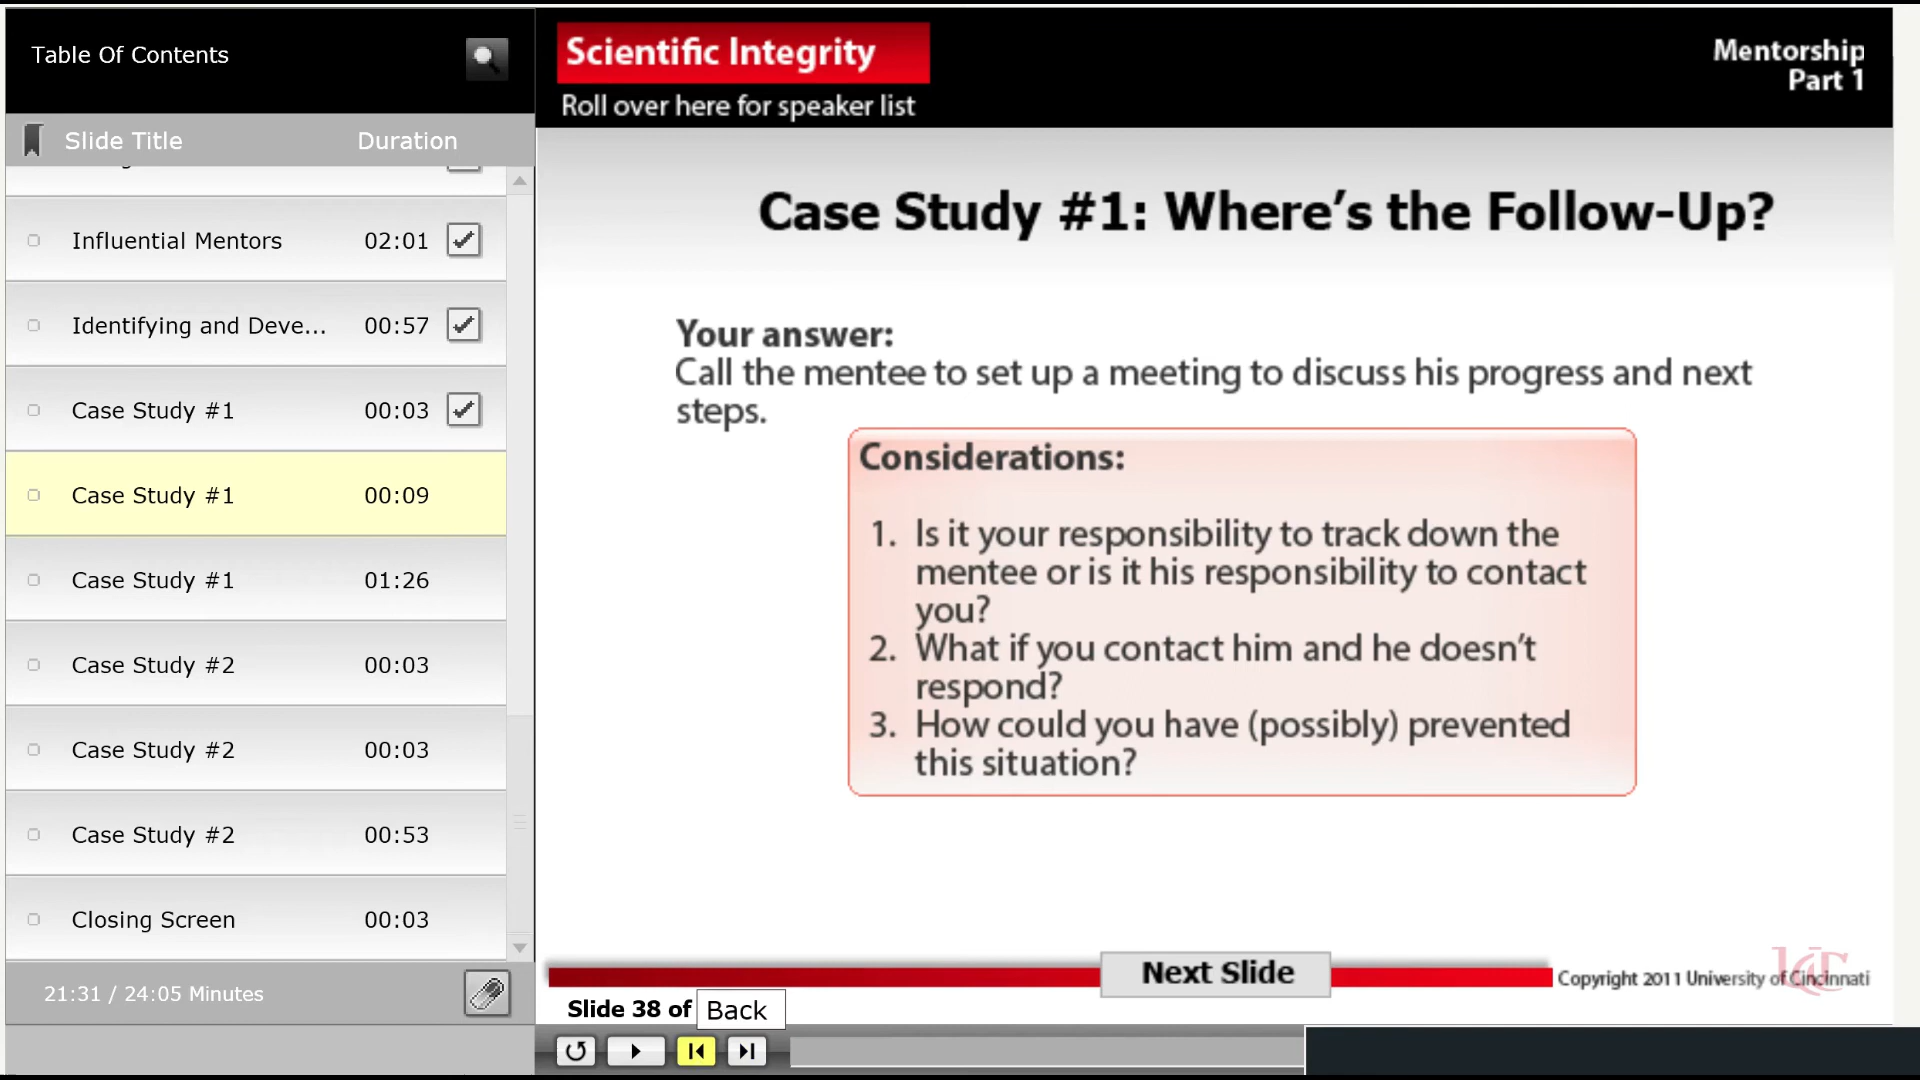 Table Of Contents
Slide Title Duration
Influential Mentors 02:01
Identifying and Deve... 00:57
Case Study #1 00:03
Case Study #1 00:09
Case Study #1 01:26
Case Study #2 00:03
Case Study #2 00:03
Case Study #2 00:53
Closing Screen 00:03
21:31 / 24:05 Minutes
Scientific Integrity
Roll over here for speaker list
Mentorship
Part 1
Case Study #1: Where’s the Follow-Up?
Your answer:
Call the mentee to set up a meeting to discuss his progress and next
steps.
Considerations:
1. Is it your responsibility to track down the
mentee or is it his responsibility to contact
you?
2. What if you contact him and he doesn’t
respond?
3. How could you have (possibly) prevented
this situation?
Next Slide
Copyright 2011 University of Cincinnati
Slide 38 of
Back